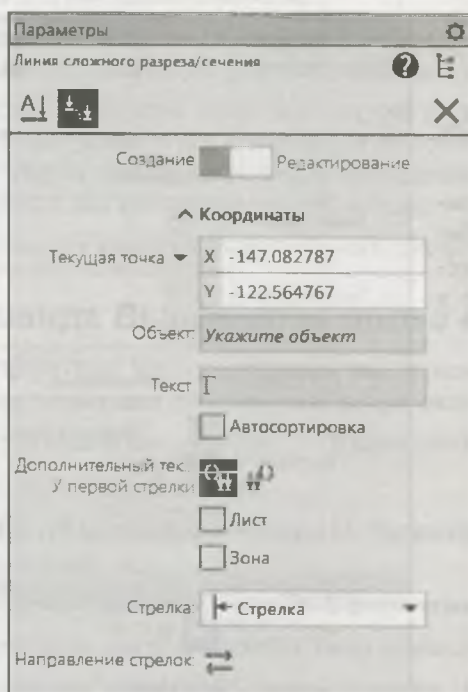 Параметры
Линия сложного разреза/сечения
Создание Редактирование
Координаты
Текущая точка X -147.082787
Y -122.564767
Объект: Укажите объект
Текст
Автосортировка
Дополнительный тек...
У первой стрелки
Лист
Зона
Стрелка: Стрелка
Направление стрелок: